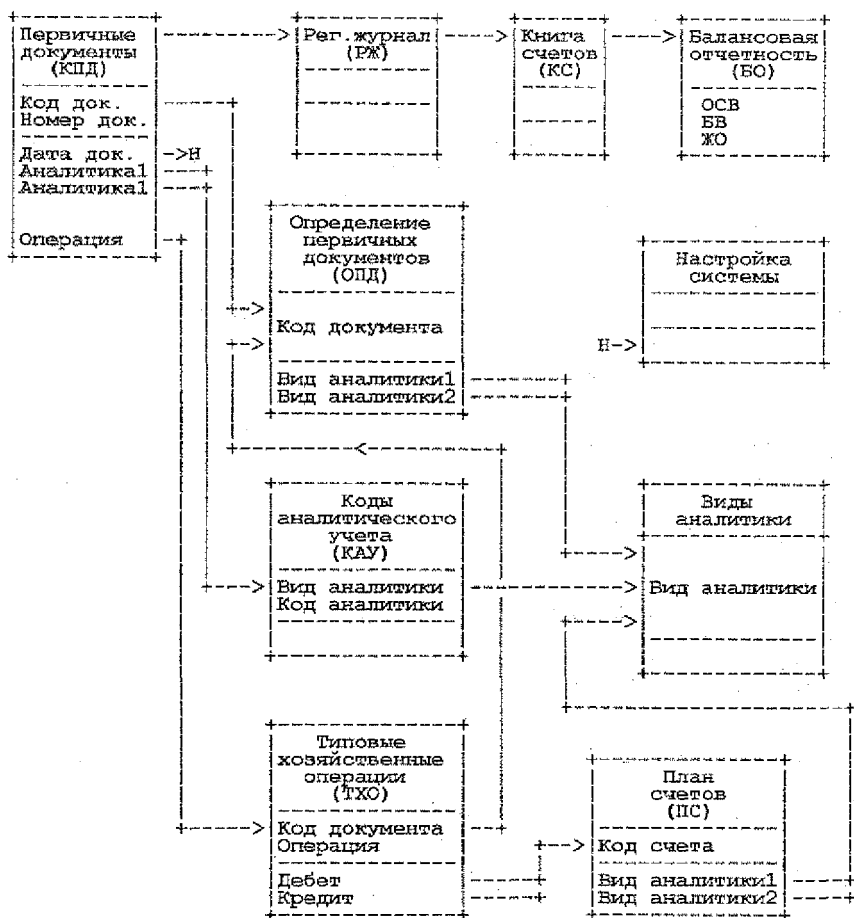 Первичные
документы
(КПД)
Код док.
Номер док.
Дата док. ->Н
Аналитика1
Аналитика1
Операция
Рег.журнал
(РЖ)
Книга
счетов
(КС)
Балансовая
отчетность
(БО)
ОСВ
БВ
ЖО
Определение
первичных
документов
(ОПД)
Код документа
Вид аналитики1
Вид аналитики2
Настройка
системы
Н->
Коды
аналитического
учета
(КАУ)
Вид аналитики
Код аналитики
Виды
аналитики
Вид аналитики
Типовые
хозяйственные
операции
(ТХО)
Код документа
Операция
Дебет
Кредит
План
счетов
(ПС)
Код счета
Вид аналитики1
Вид аналитики2